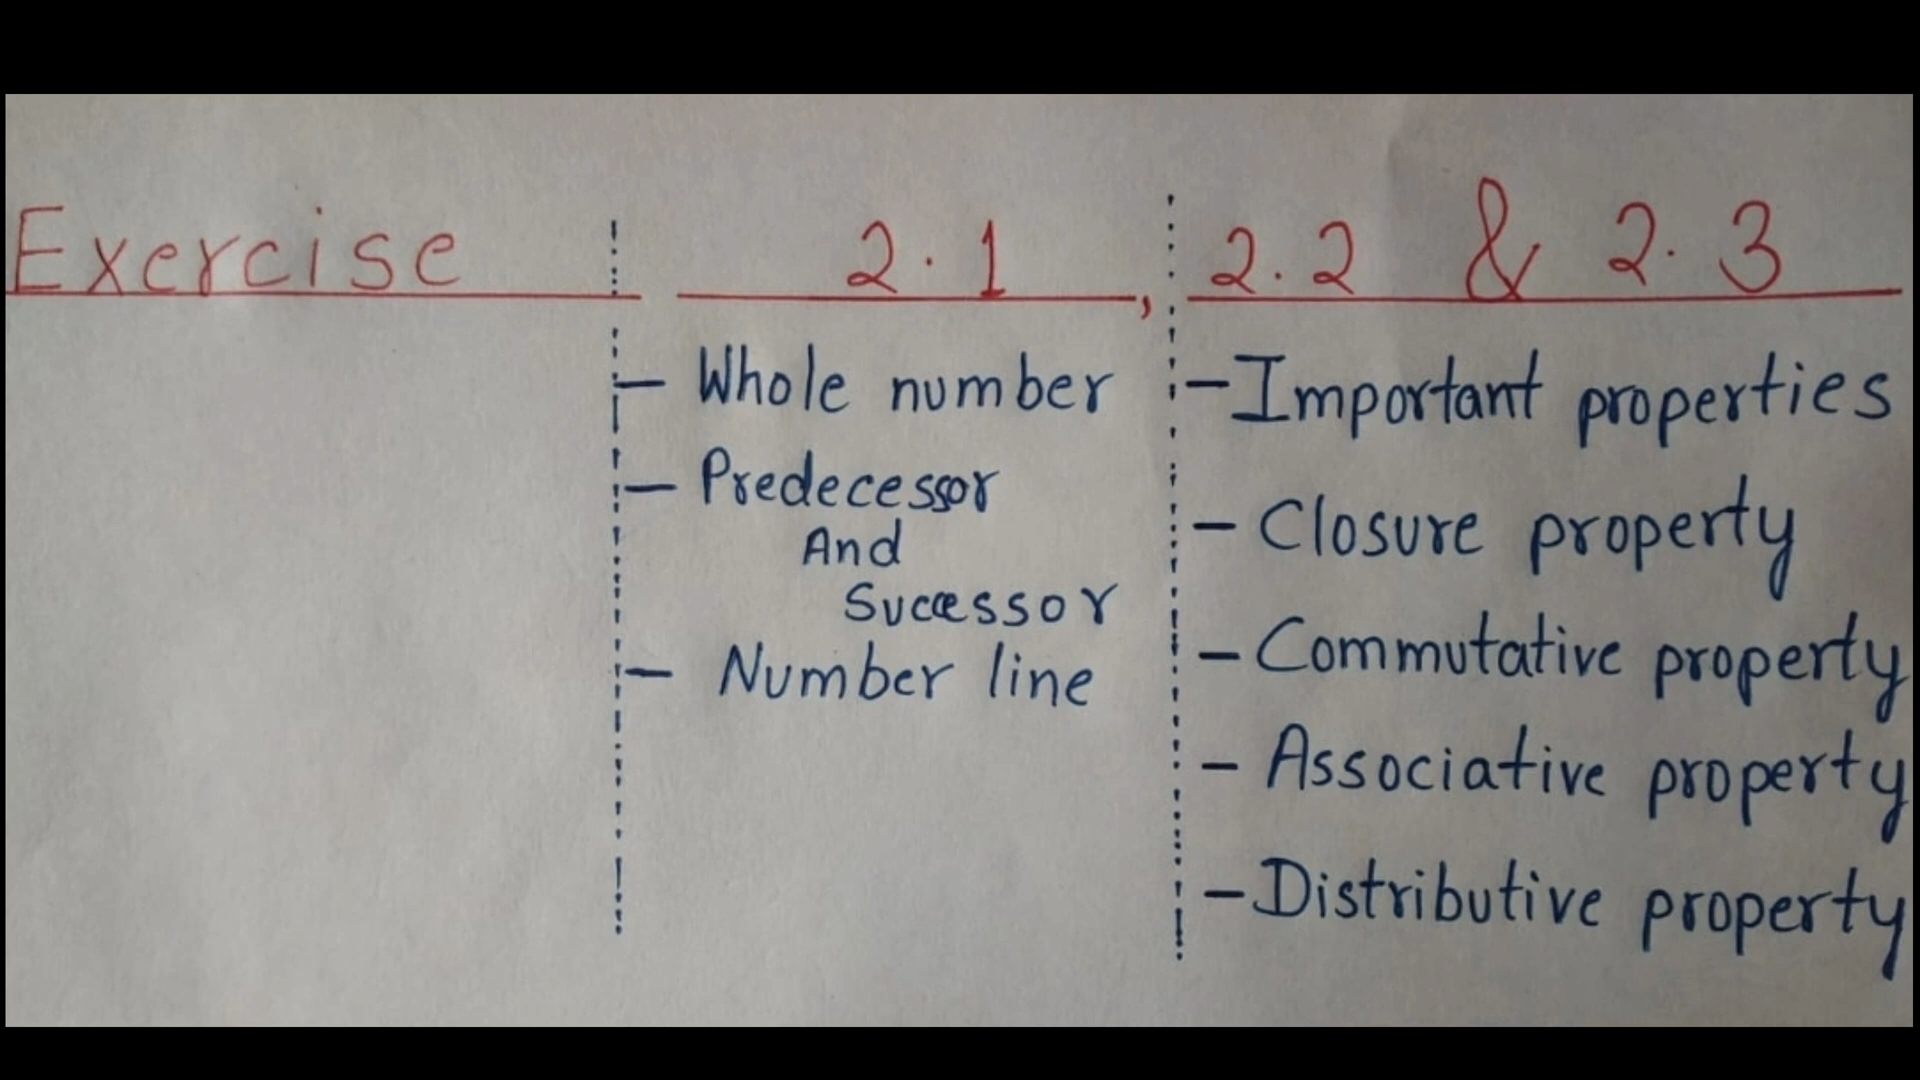 Exercise 2.1, 2.2 & 2.3
- Whole number
- Predecessor
And
Successor
- Number line
- Important properties
- Closure property
- Commutative property
- Associative property
- Distributive property